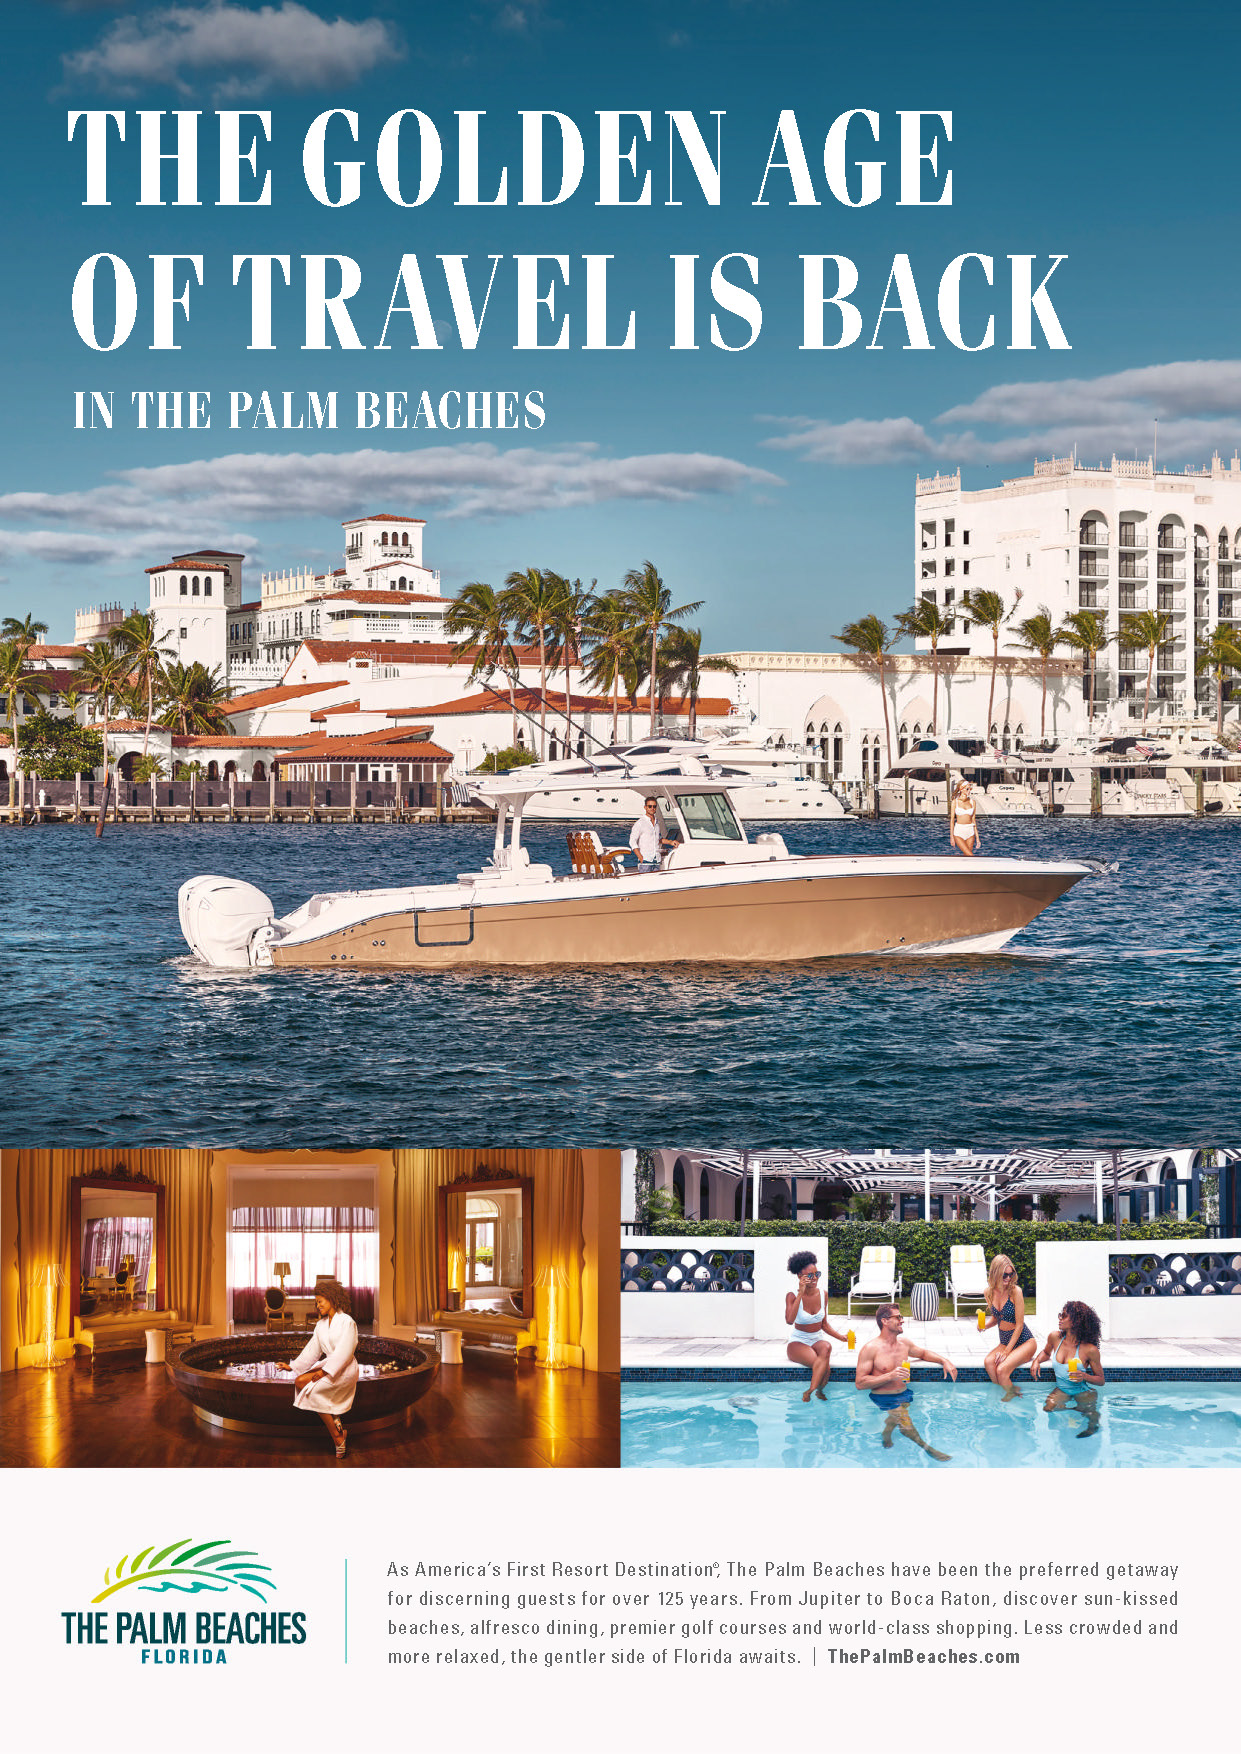 THE GOLDEN AGE
OF TRAVEL IS BACK
IN THE PALM BEACHES
THE PALM BEACHES
FLORIDA
As America's First Resort Destination®, The Palm Beaches have been the preferred getaway
for discerning guests for over 125 years. From Jupiter to Boca Raton, discover sun-kissed
beaches, alfresco dining, premier golf courses and world-class shopping. Less crowded and
more relaxed, the gentler side of Florida awaits. | ThePalmBeaches.com